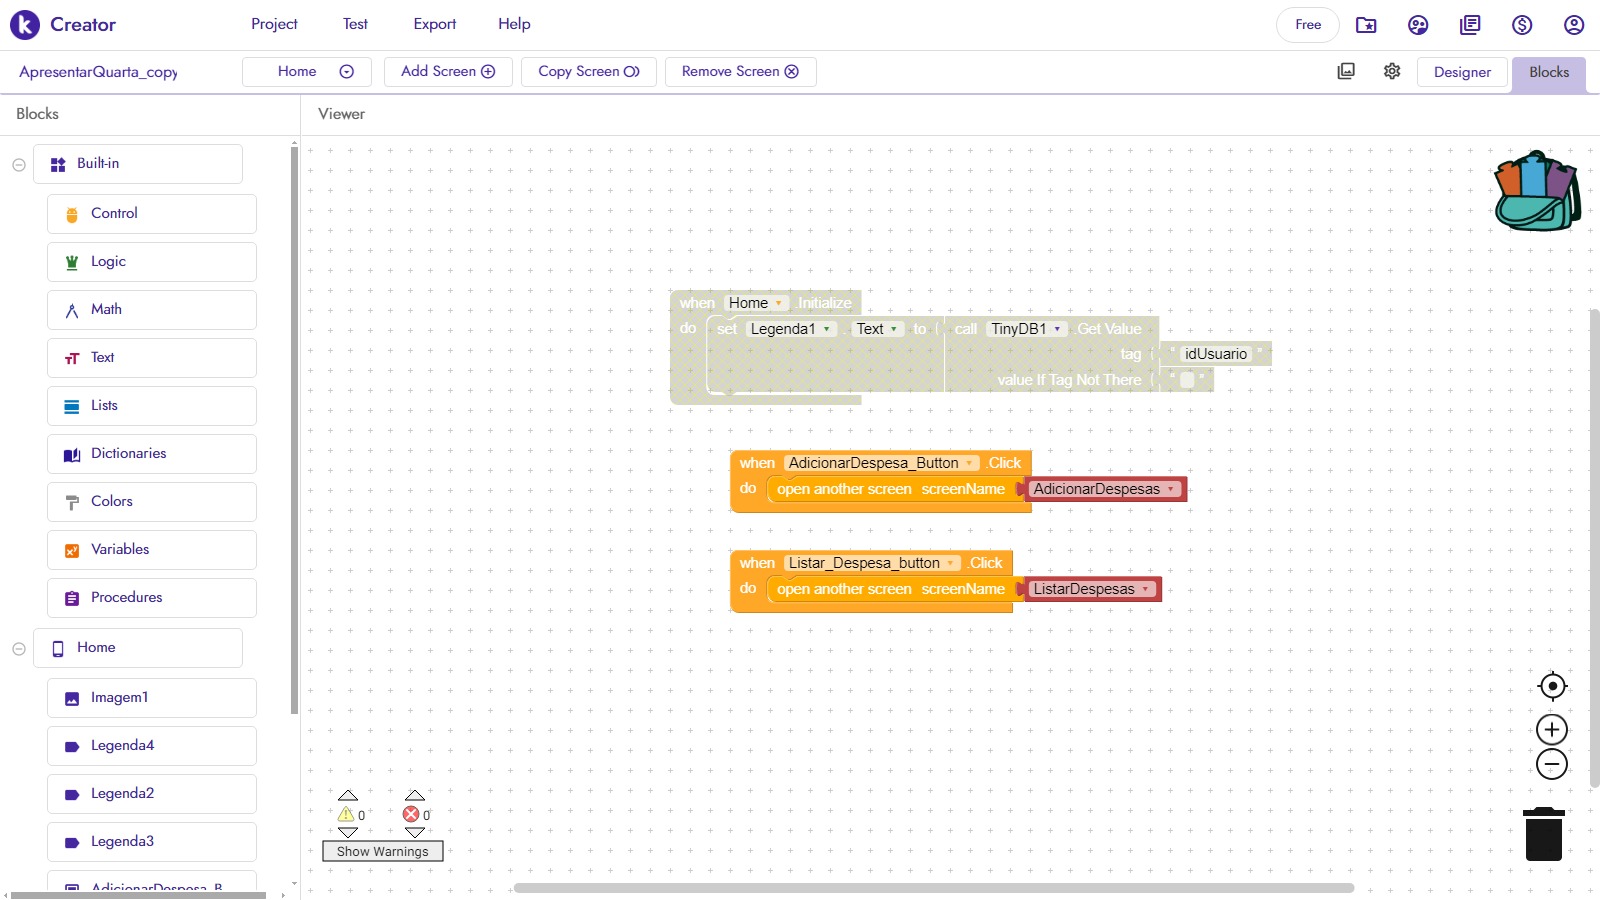 Creator
Project
Test
Export
Help
Free
ApresentarQuarta_copy
Home
Add Screen
Copy Screen
Remove Screen
Designer
Blocks
Blocks
Viewer
Built-in
Control
Logic
Math
Text
Lists
Dictionaries
Colors
Variables
Procedures
Home
Imagem1
Legenda4
Legenda2
Legenda3
AdicionarDespesa_B
when Home .Initialize
do set Legenda1 . Text to call TinyDB1 .Get Value
tag " idUsuario "
value If Tag Not There " "
when AdicionarDespesa_Button .Click
do open another screen screenName AdicionarDespesas
when Listar_Despesa_button .Click
do open another screen screenName ListarDespesas
0 0
Show Warnings